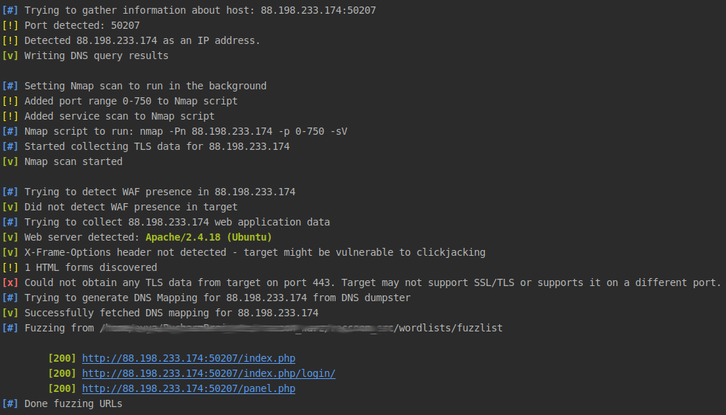 [#] Trying to gather information about host: 88.198.233.174:50207
[!] Port detected: 50207
[!] Detected 88.198.233.174 as an IP address.
[v] Writing DNS query results
[#] Setting Nmap scan to run in the background
[!] Added port range 0-750 to Nmap script
[!] Added service scan to Nmap script
[#] Nmap script to run: nmap -Pn 88.198.233.174 -p 0-750 -sV
[#] Started collecting TLS data for 88.198.233.174
[v] Nmap scan started
[#] Trying to detect WAF presence in 88.198.233.174
[v] Did not detect WAF presence in target
[#] Trying to collect 88.198.233.174 web application data
[v] Web server detected: Apache/2.4.18 (Ubuntu)
[v] X-Frame-Options header not detected - target might be vulnerable to clickjacking
[!] 1 HTML forms discovered
[x] Could not obtain any TLS data from target on port 443. Target may not support SSL/TLS or supports it on a different port.
[#] Trying to generate DNS Mapping for 88.198.233.174 from DNS dumpster
[v] Successfully fetched DNS mapping for 88.198.233.174
[#] Fuzzing from /wordlists/fuzzlist
[200] http://88.198.233.174:50207/index.php
[200] http://88.198.233.174:50207/index.php/login/
[200] http://88.198.233.174:50207/panel.php
[#] Done fuzzing URLs